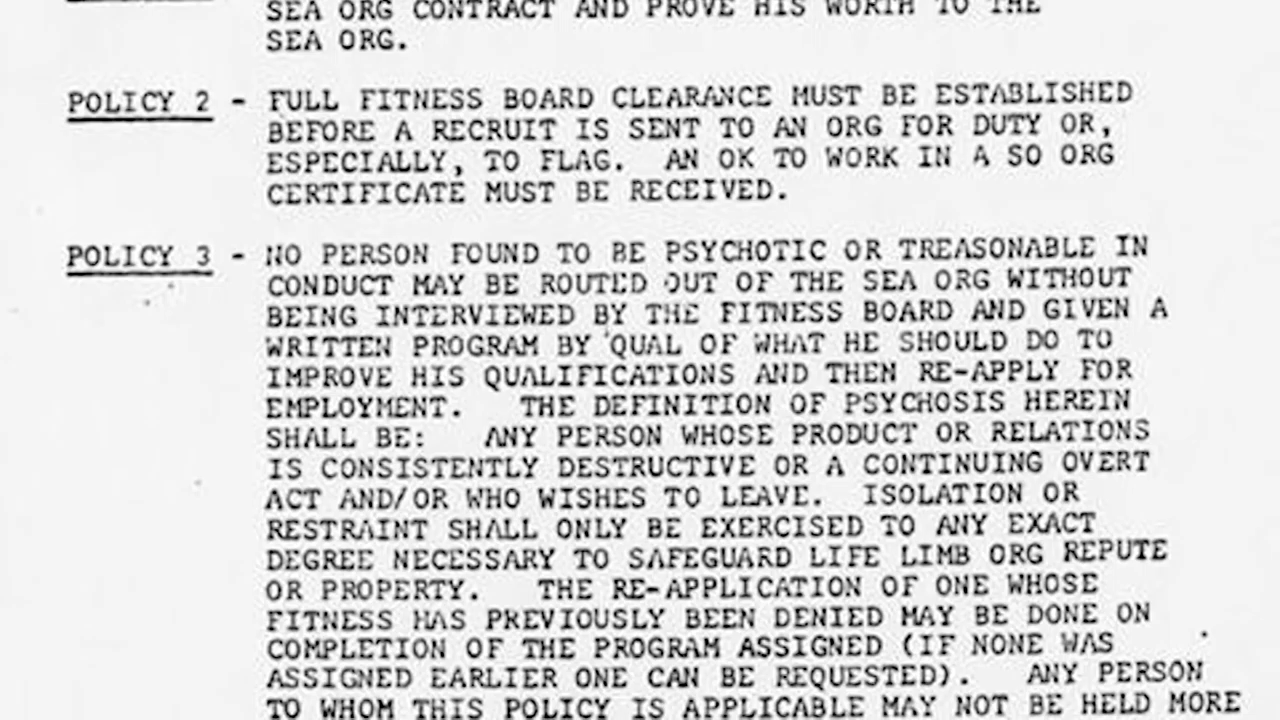 SEA ORG CONTRACT AND PROVE HIS WORTH TO THE
SEA ORG.
POLICY 2 - FULL FITNESS BOARD CLEARANCE MUST BE ESTABLISHED
BEFORE A RECRUIT IS SENT TO AN ORG FOR DUTY OR,
ESPECIALLY, TO FLAG. AN OK TO WORK IN A SO ORG
CERTIFICATE MUST BE RECEIVED.
POLICY 3 - NO PERSON FOUND TO BE PSYCHOTIC OR TREASONABLE IN
CONDUCT MAY BE ROUTED OUT OF THE SEA ORG WITHOUT
BEING INTERVIEWED BY THE FITNESS BOARD AND GIVEN A
WRITTEN PROGRAM BY QUAL OF WHAT HE SHOULD DO TO
IMPROVE HIS QUALIFICATIONS AND THEN RE-APPLY FOR
EMPLOYMENT. THE DEFINITION OF PSYCHOSIS HEREIN
SHALL BE: ANY PERSON WHOSE PRODUCT OR RELATIONS
IS CONSISTENTLY DESTRUCTIVE OR A CONTINUING OVERT
ACT AND/OR WHO WISHES TO LEAVE. ISOLATION OR
RESTRAINT SHALL ONLY BE EXERCISED TO ANY EXACT
DEGREE NECESSARY TO SAFEGUARD LIFE LIMB ORG REPUTE
OR PROPERTY. THE RE-APPLICATION OF ONE WHOSE
FITNESS HAS PREVIOUSLY BEEN DENIED MAY BE DONE ON
COMPLETION OF THE PROGRAM ASSIGNED (IF NONE WAS
ASSIGNED EARLIER ONE CAN BE REQUESTED). ANY PERSON
TO WHOM THIS POLICY IS APPLICABLE MAY NOT BE HELD MORE